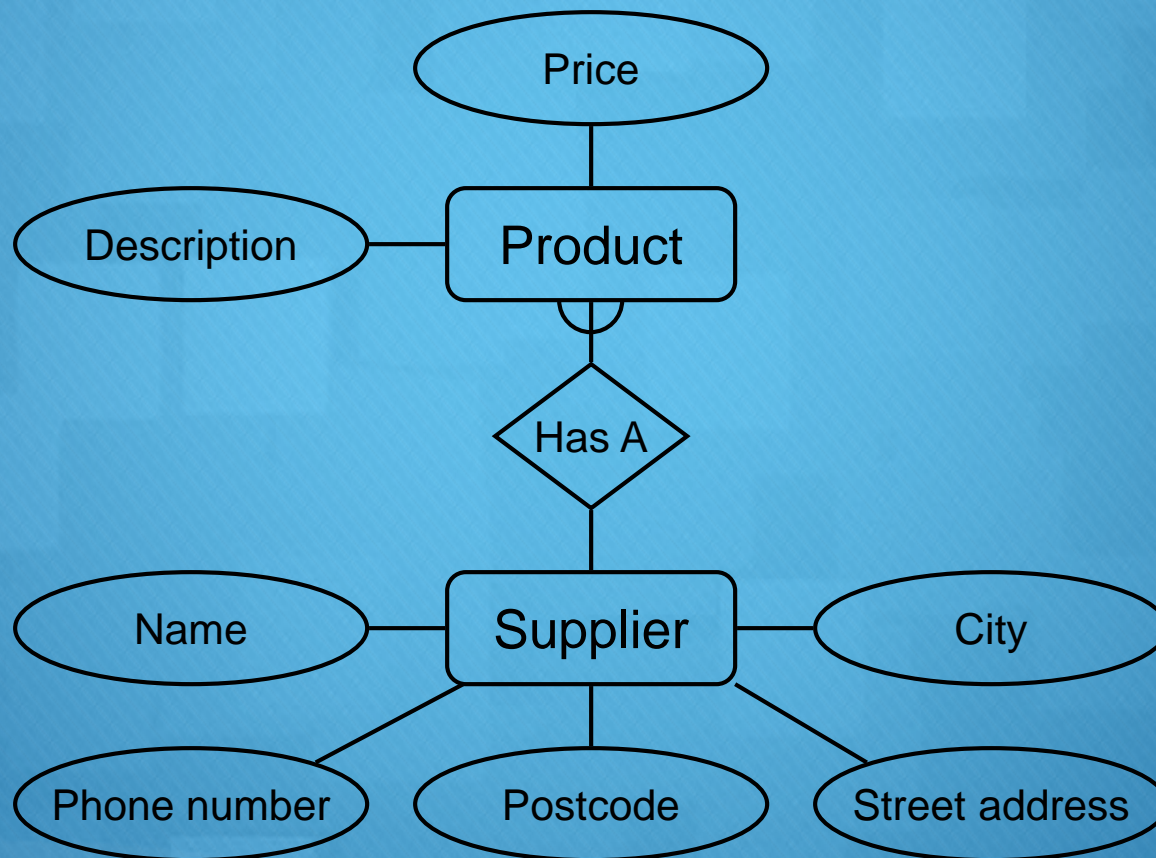 Price
Description
Product
Has A
Name
Supplier
City
Phone number
Postcode
Street address